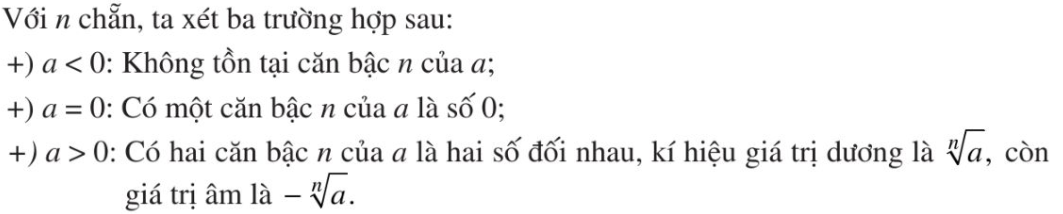 Với n chẵn, ta xét ba trường hợp sau:
+) a < 0: Không tồn tại căn bậc n của a;
+) a = 0: Có một căn bậc n của a là số 0;
+) a > 0: Có hai căn bậc n của a là hai số đối nhau, kí hiệu giá trị dương là ⁿ√a, còn
giá trị âm là − ⁿ√a.